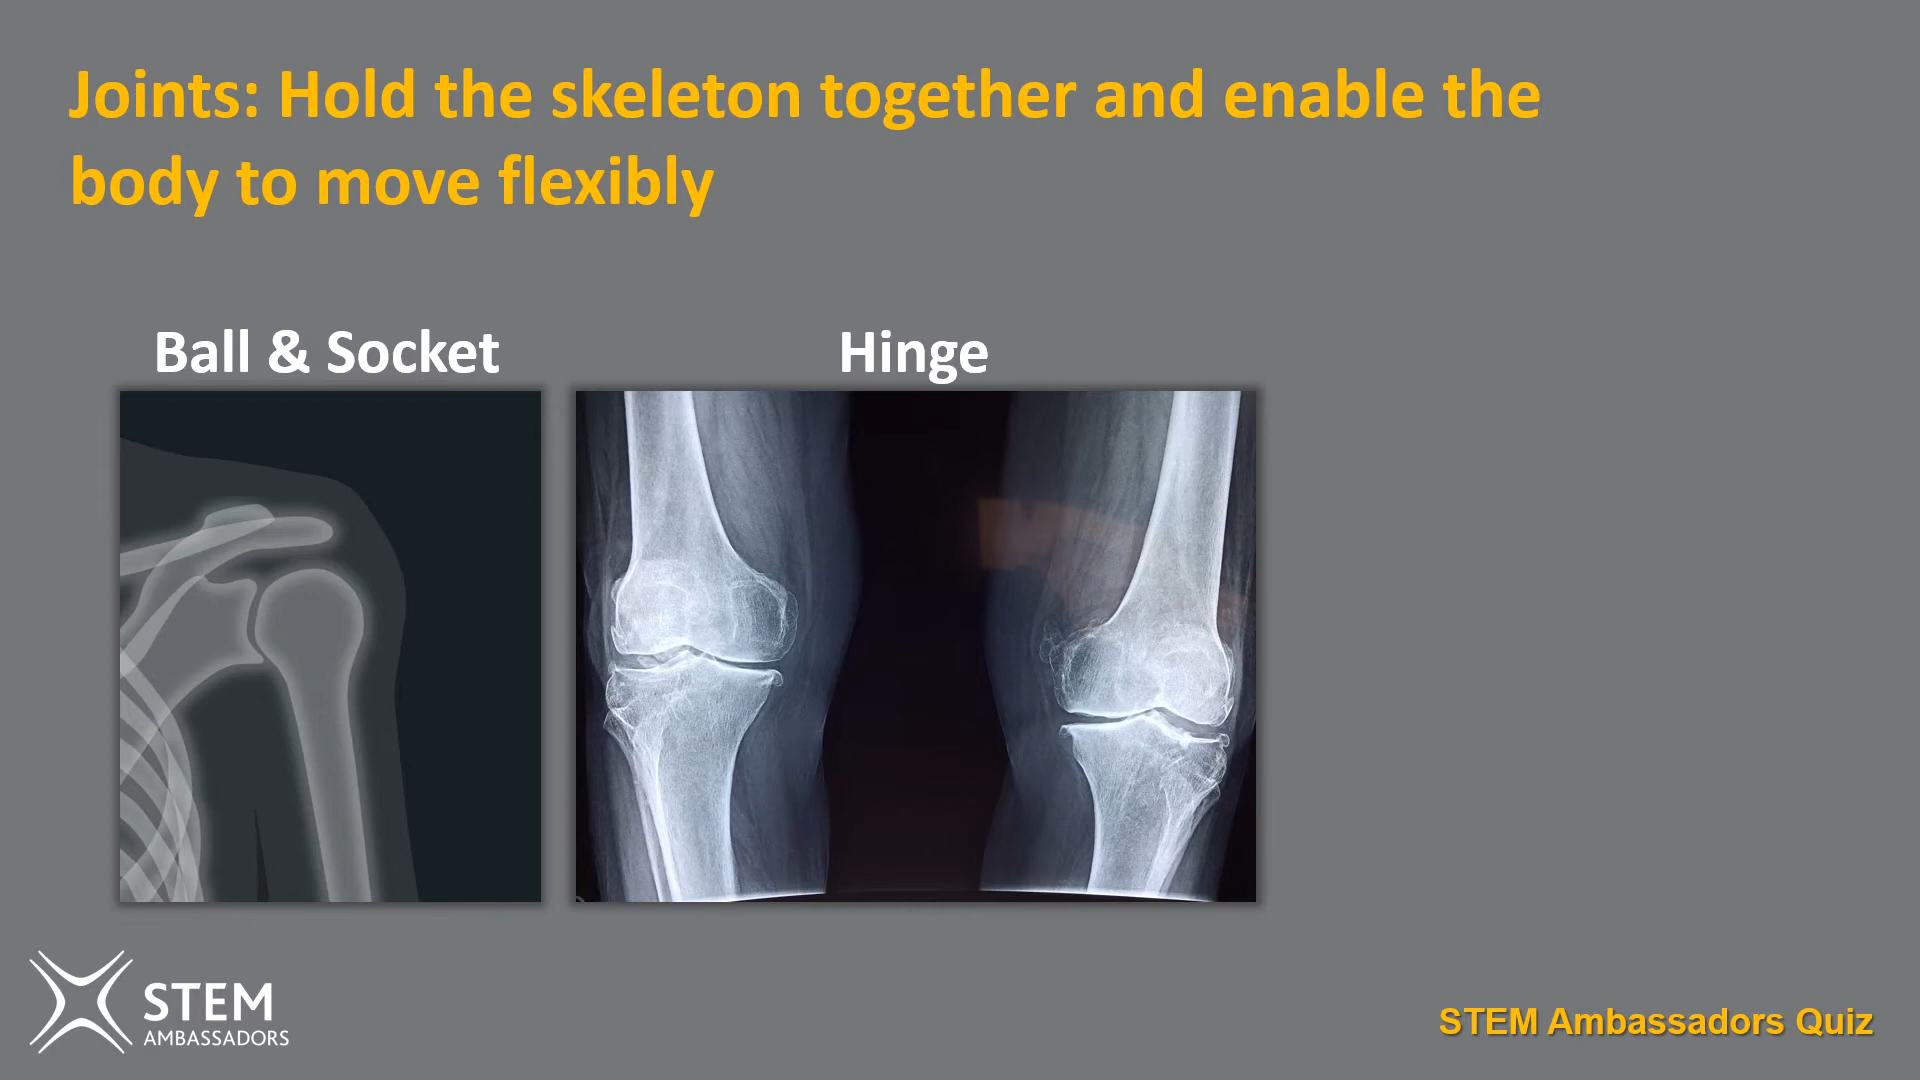 Joints: Hold the skeleton together and enable the
body to move flexibly
Ball & Socket
Hinge
STEM
AMBASSADORS
STEM Ambassadors Quiz